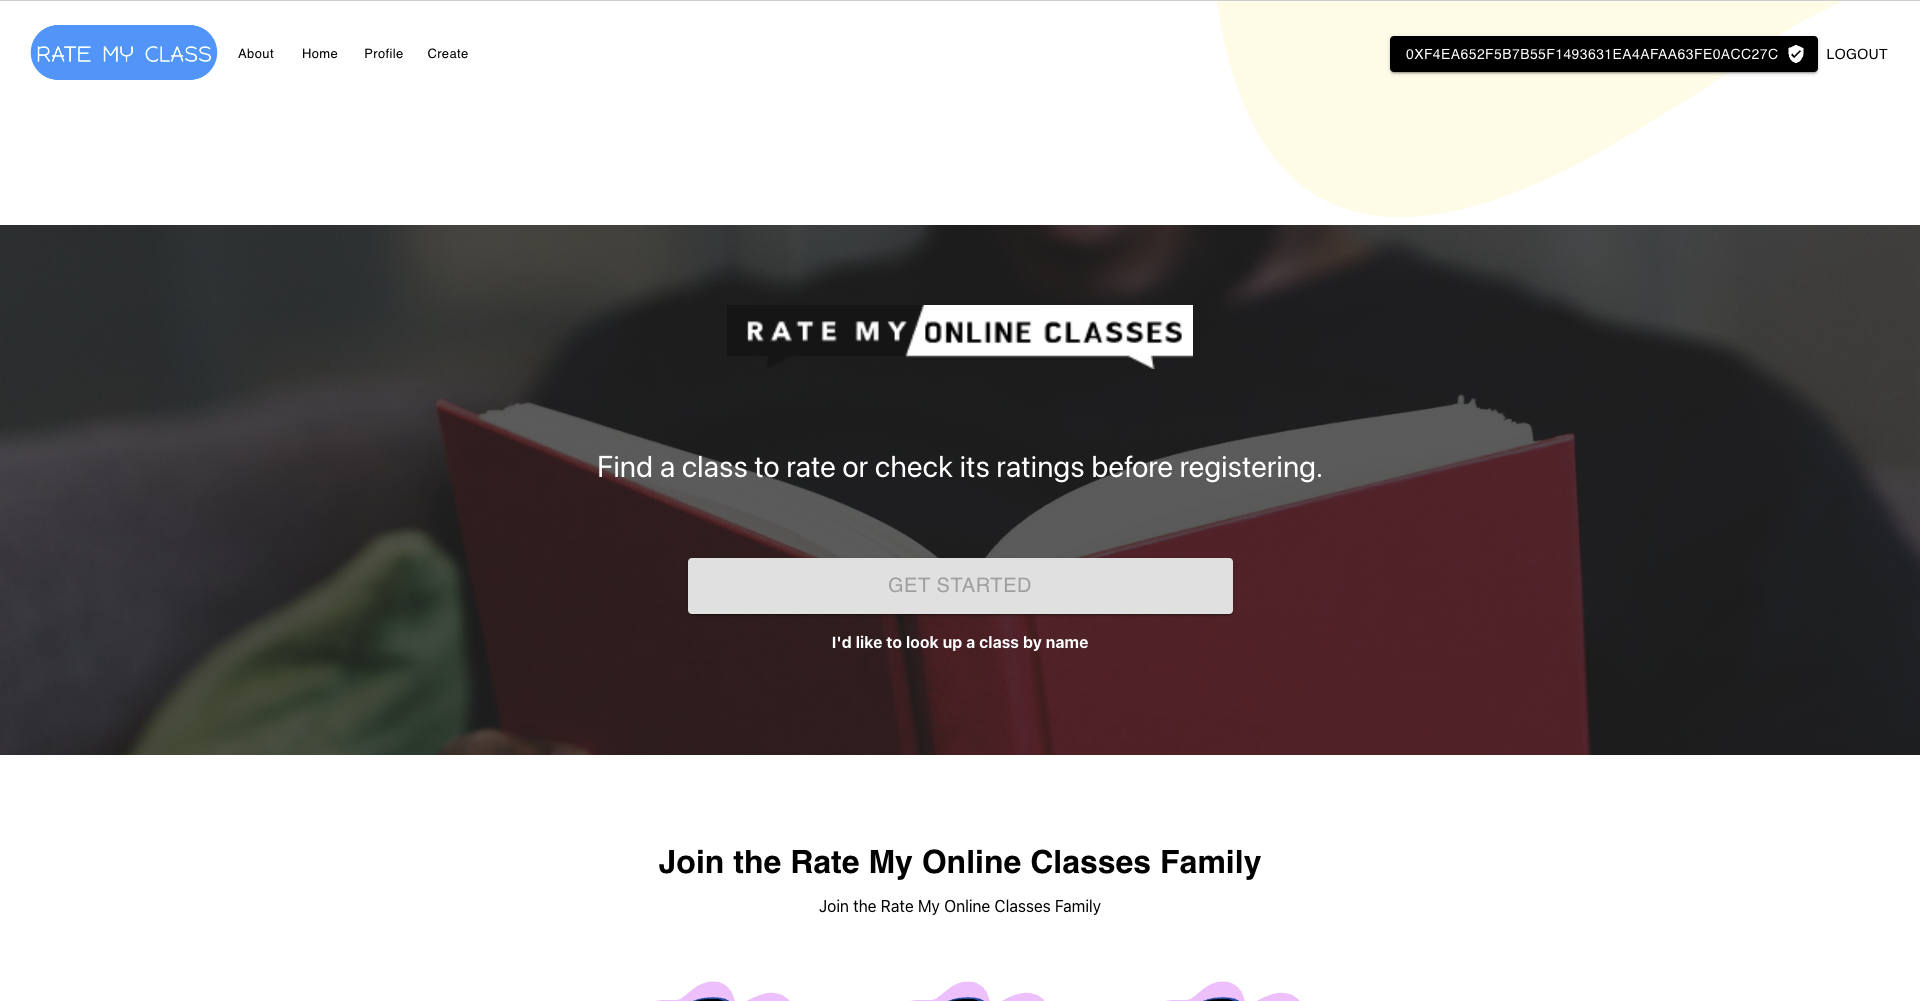 RATE MY CLASS
About Home Profile Create
0XF4EA652F5B7B55F1493631EA4AFAA63FE0ACC27C LOGOUT
RATE MY ONLINE CLASSES
Find a class to rate or check its ratings before registering.
GET STARTED
I'd like to look up a class by name
Join the Rate My Online Classes Family
Join the Rate My Online Classes Family